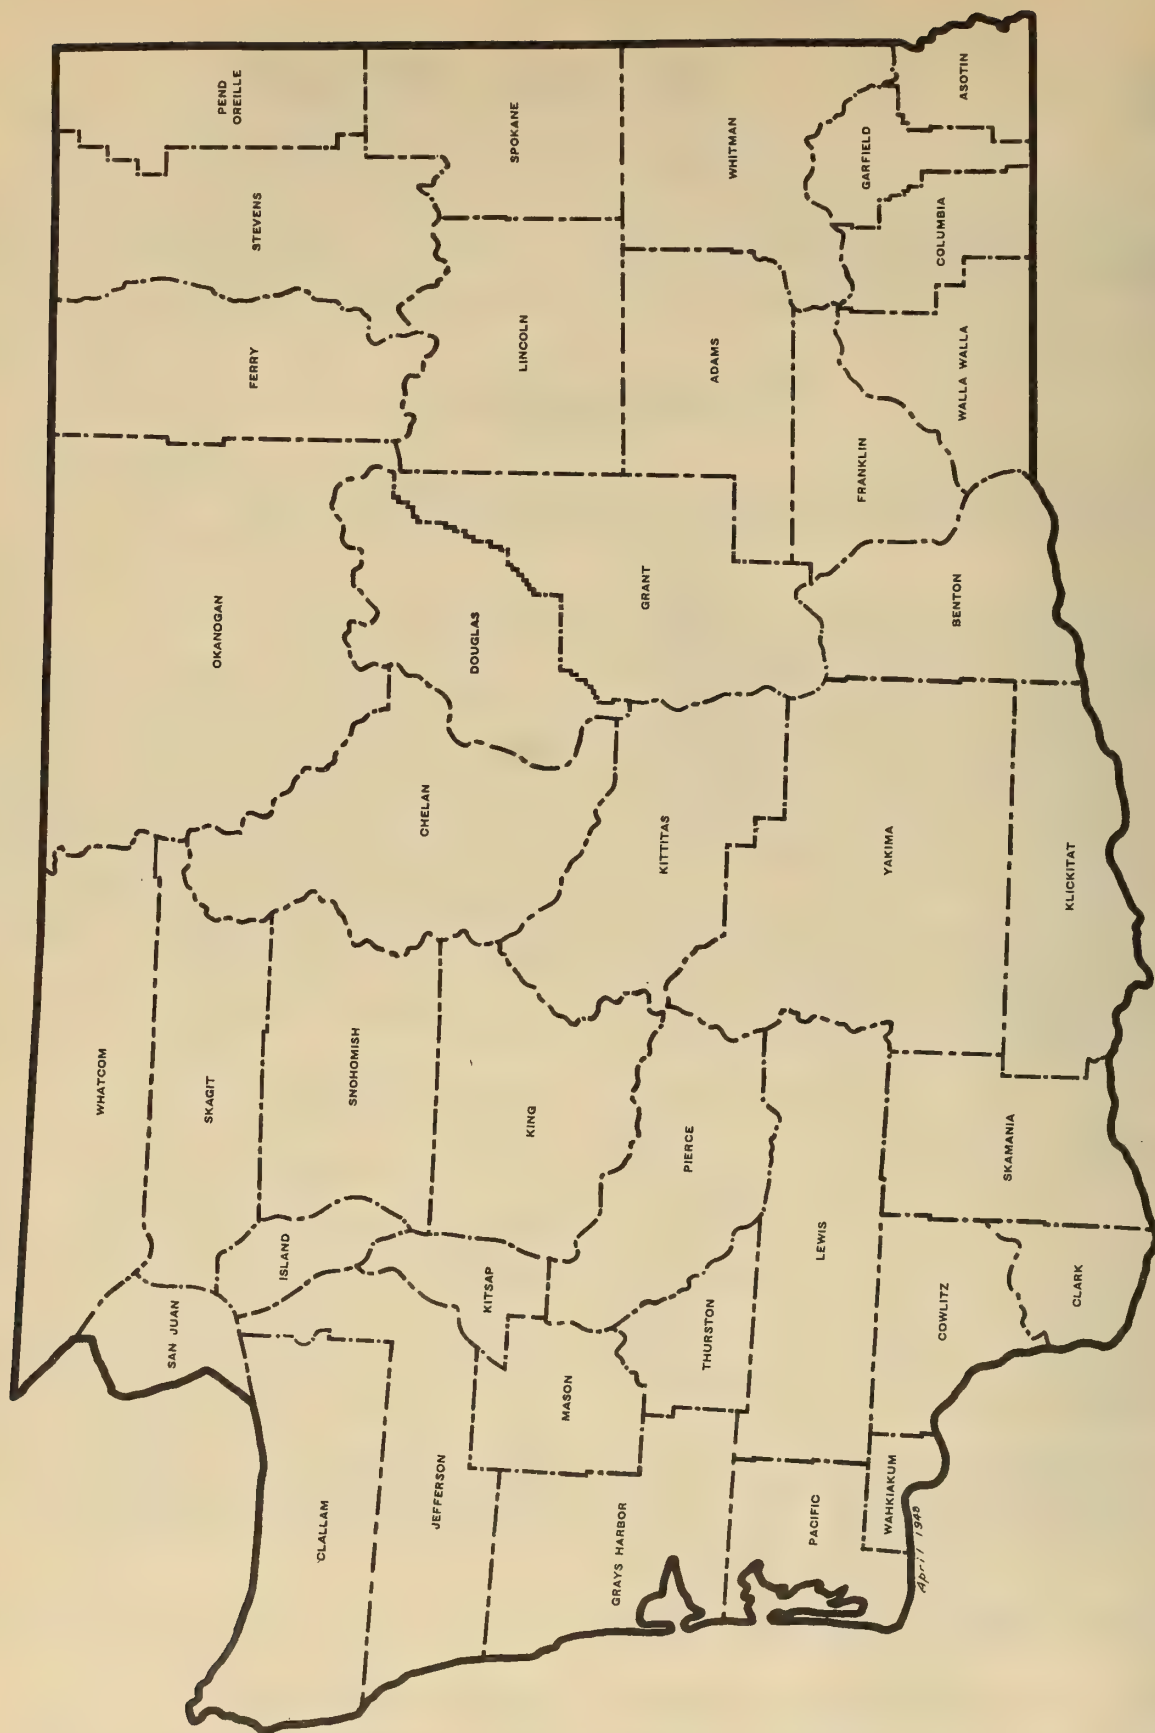 WHATCOM
SAN JUAN
SKAGIT
ISLAND
SNOHOMISH
CLALLAM
JEFFERSON
KITSAP
KING
CHELAN
OKANOGAN
FERRY
STEVENS
PEND
OREILLE
DOUGLAS
LINCOLN
SPOKANE
GRAYS HARBOR
MASON
THURSTON
PIERCE
KITTITAS
GRANT
ADAMS
WHITMAN
PACIFIC
LEWIS
YAKIMA
FRANKLIN
GARFIELD
WAHKIAKUM
COWLITZ
SKAMANIA
CLARK
KLICKITAT
BENTON
WALLA WALLA
COLUMBIA
ASOTIN
April 1948